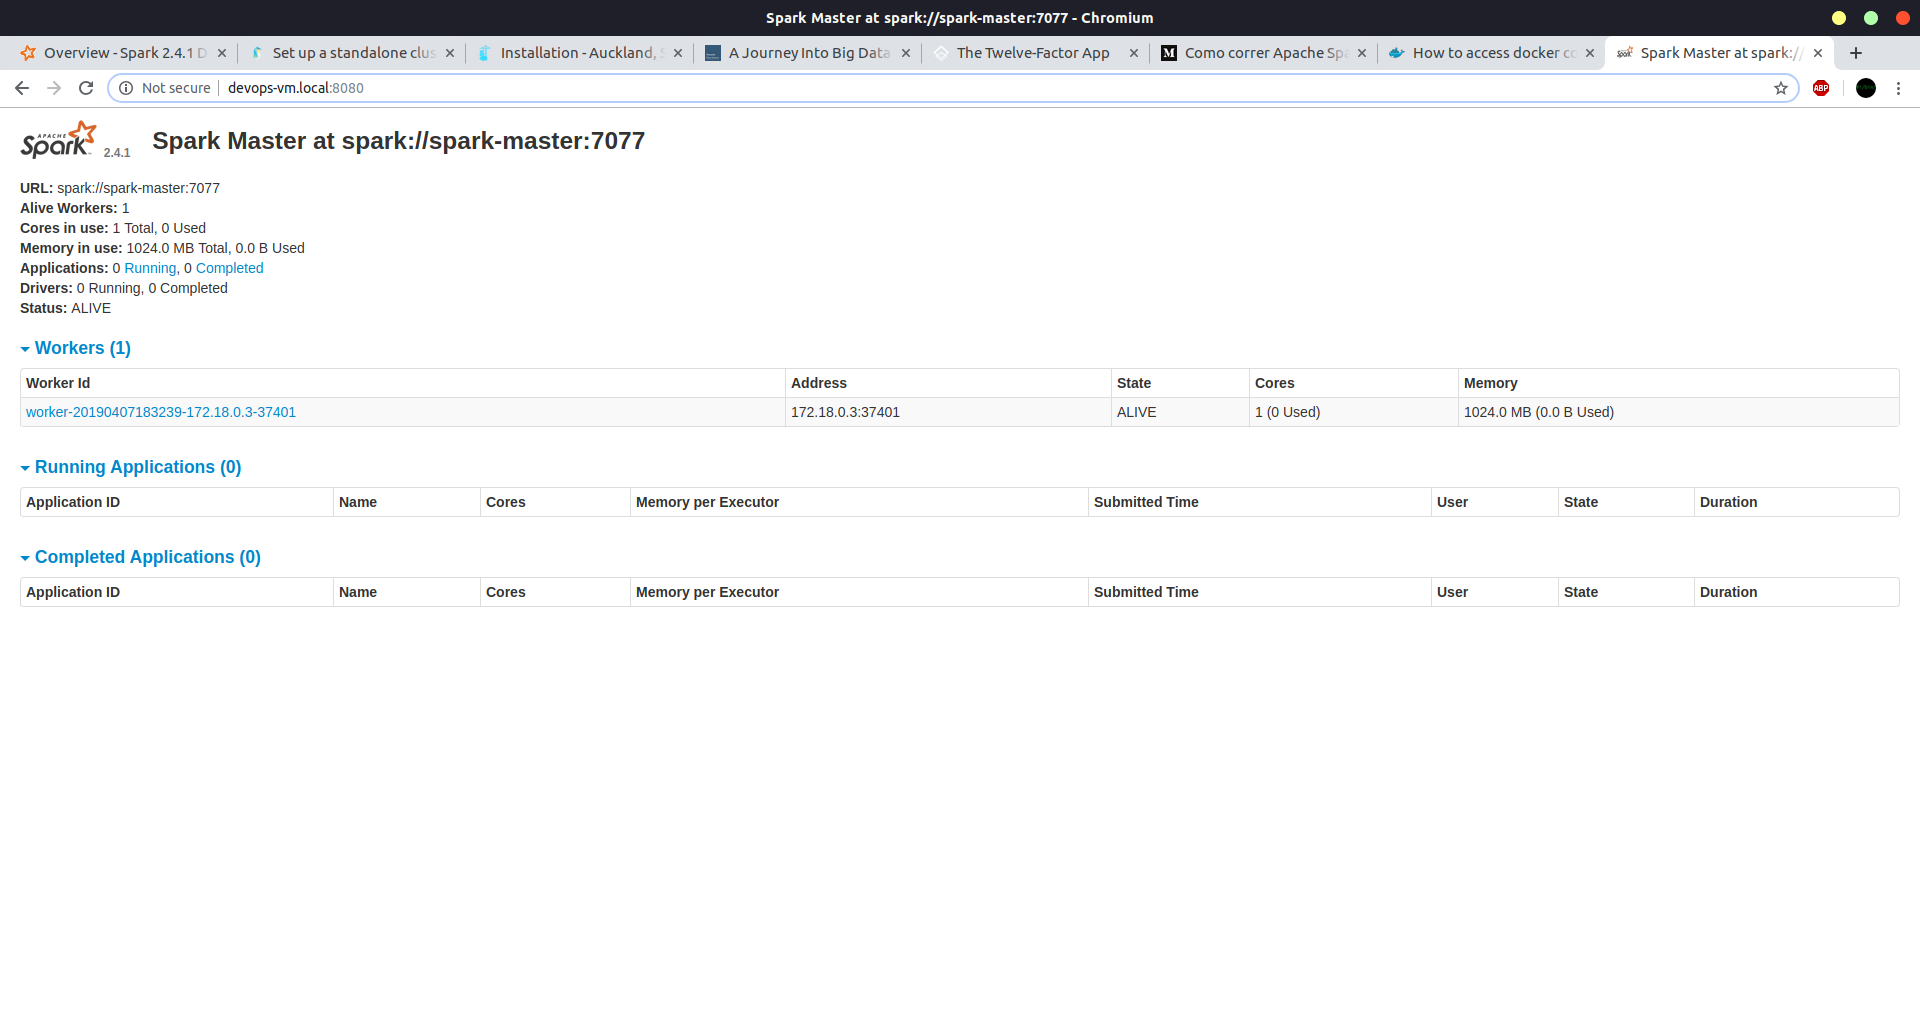 Spark Master at spark://spark-master:7077 - Chromium
Overview - Spark 2.4.1 D
Set up a standalone clus
Installation - Auckland,
A Journey Into Big Data
The Twelve-Factor App
Como correr Apache Spa
How to access docker co
Spark Master at spark://
Not secure devops-vm.local:8080
ABP
APACHE Spark 2.4.1 Spark Master at spark://spark-master:7077
URL: spark://spark-master:7077
Alive Workers: 1
Cores in use: 1 Total, 0 Used
Memory in use: 1024.0 MB Total, 0.0 B Used
Applications: 0 Running, 0 Completed
Drivers: 0 Running, 0 Completed
Status: ALIVE
Workers (1)
Worker Id Address State Cores Memory
worker-20190407183239-172.18.0.3-37401 172.18.0.3:37401 ALIVE 1 (0 Used) 1024.0 MB (0.0 B Used)
Running Applications (0)
Application ID Name Cores Memory per Executor Submitted Time User State Duration
Completed Applications (0)
Application ID Name Cores Memory per Executor Submitted Time User State Duration